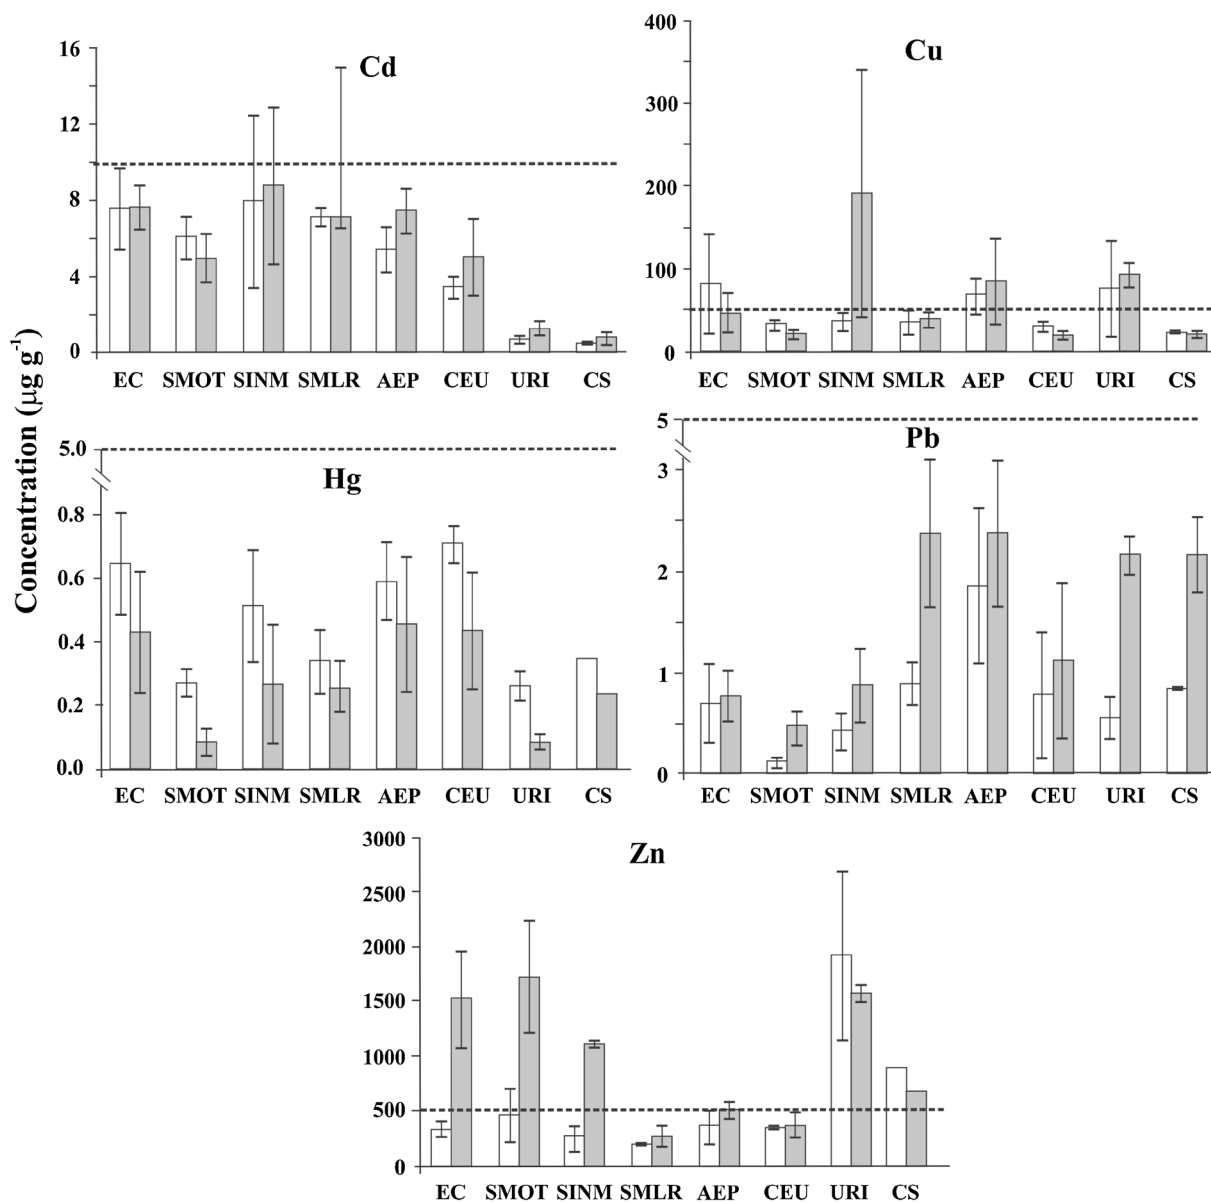 Concentration (µg g-1)
Cd
16
12
8
4
0
EC SMOT SINM SMLR AEP CEU URI CS
Cu
400
300
200
100
0
EC SMOT SINM SMLR AEP CEU URI CS
Hg
5.0
0.8
0.6
0.4
0.2
0.0
EC SMOT SINM SMLR AEP CEU URI CS
Pb
5
3
2
1
0
EC SMOT SINM SMLR AEP CEU URI CS
Zn
3000
2500
2000
1500
1000
500
0
EC SMOT SINM SMLR AEP CEU URI CS